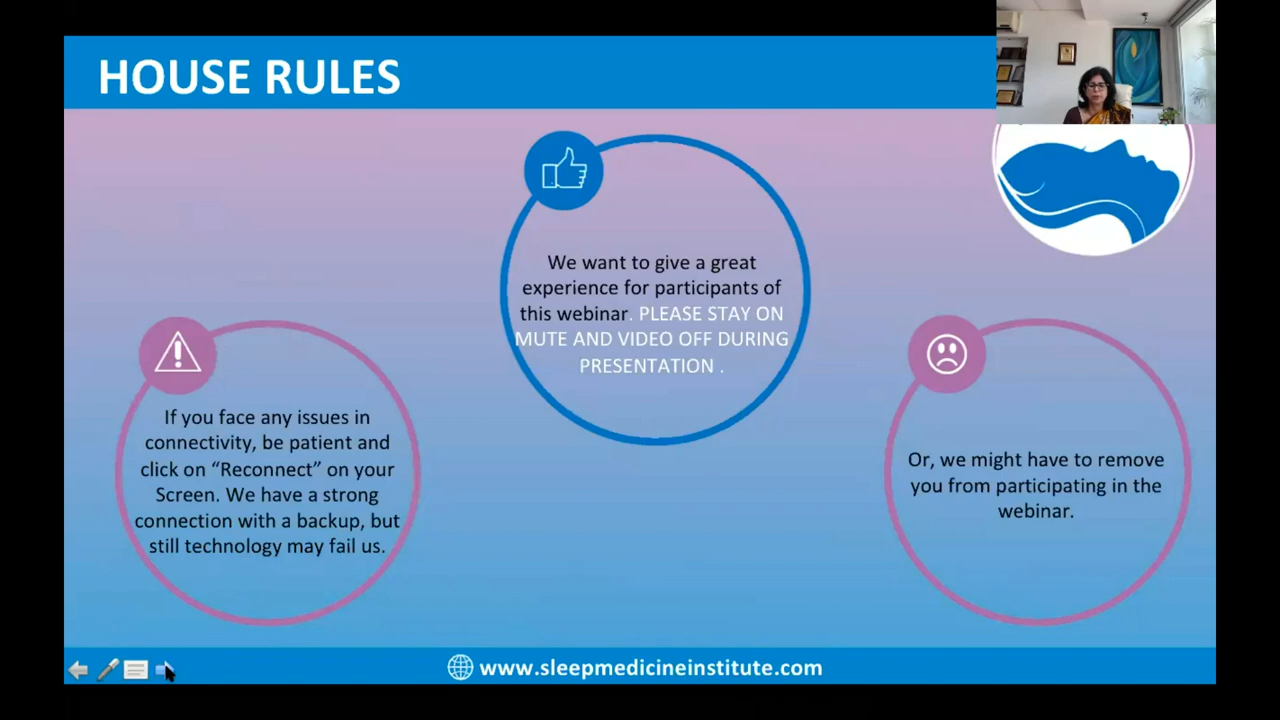 HOUSE RULES
We want to give a great
experience for participants of
this webinar. PLEASE STAY ON
MUTE AND VIDEO OFF DURING
PRESENTATION .
If you face any issues in
connectivity, be patient and
click on “Reconnect” on your
Screen. We have a strong
connection with a backup, but
still technology may fail us.
Or, we might have to remove
you from participating in the
webinar.
www.sleepmedicineinstitute.com